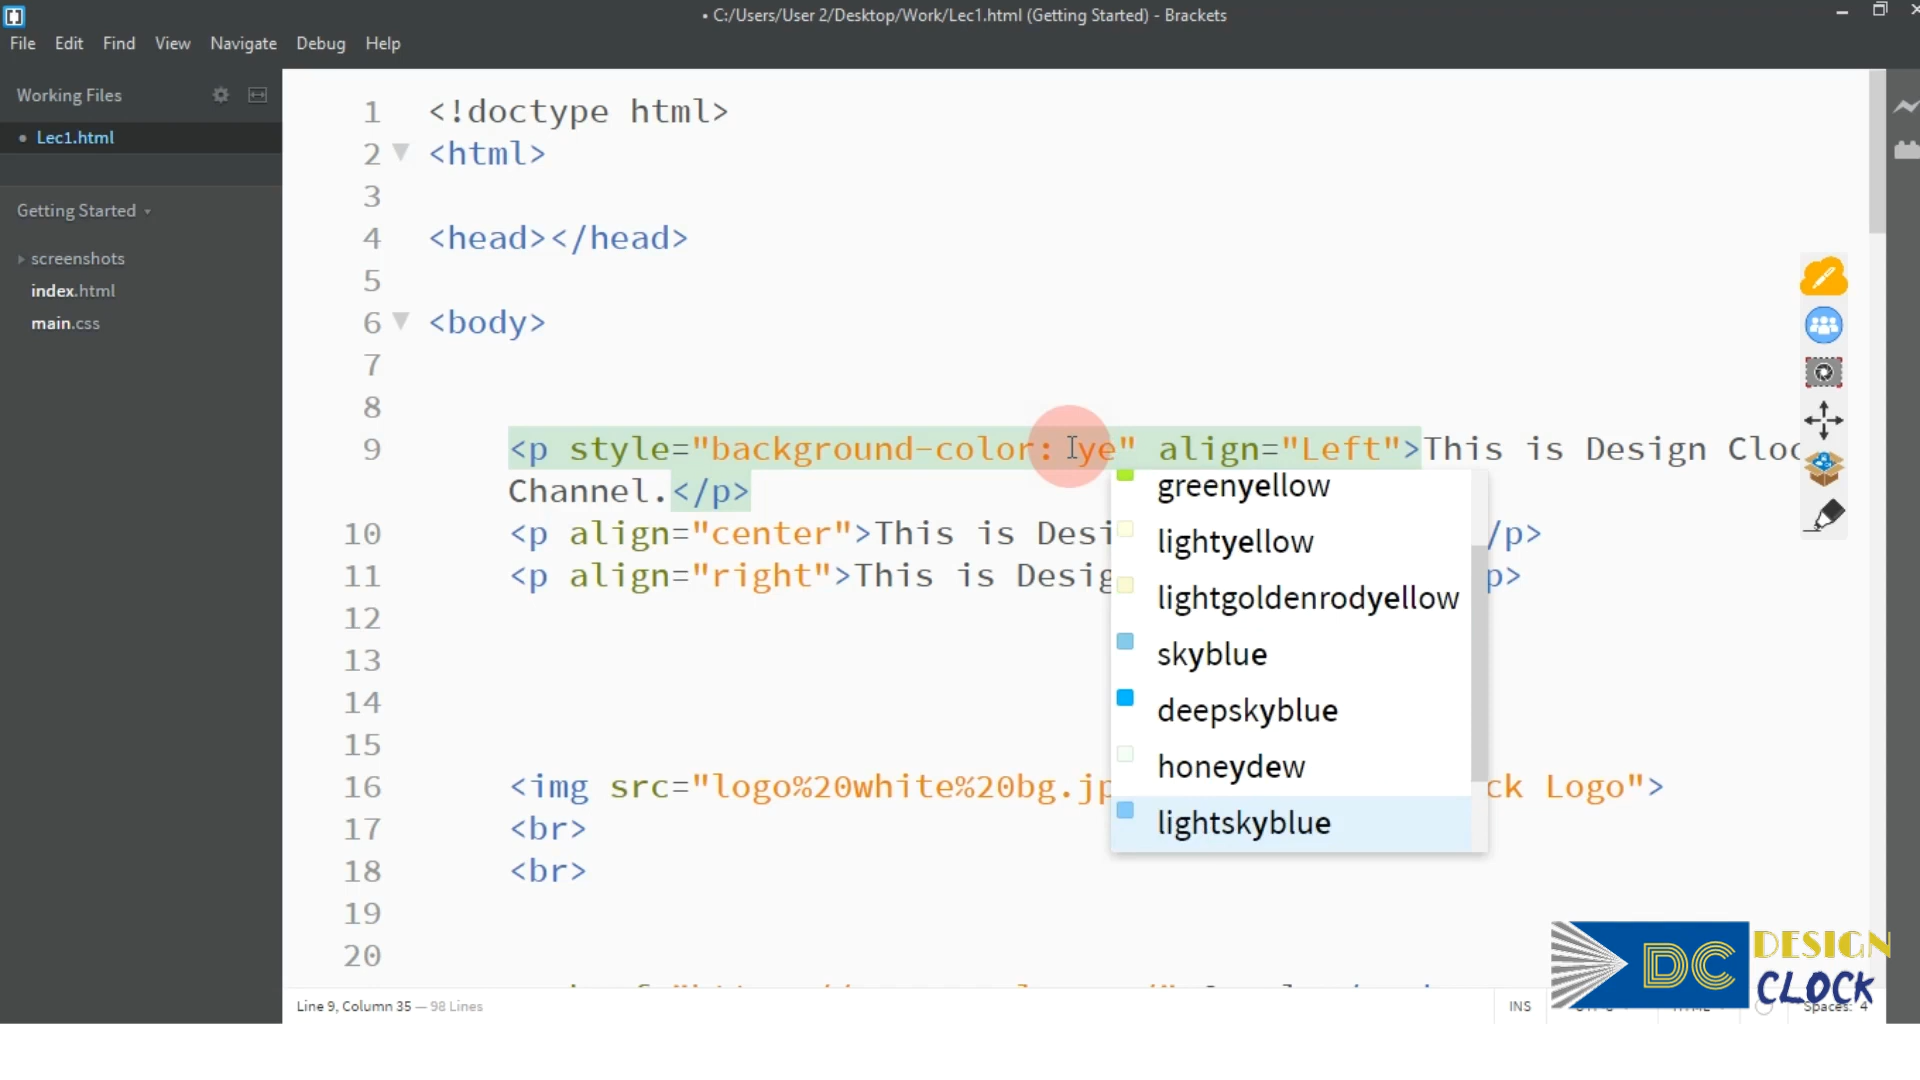 • C:/Users/User 2/Desktop/Work/Lec1.html (Getting Started) - Brackets
File Edit Find View Navigate Debug Help
Working Files
• Lec1.html
Getting Started
screenshots
index.html
main.css
1 <!doctype html>
2 <html>
3
4 <head></head>
5
6 <body>
7
8
9 <p style="background-color: ye" align="Left">This is Design Cloc
Channel.</p>
10 <p align="center">This is Desi /p>
11 <p align="right">This is Desig p>
12
13
14
15
16 <img src="logo%20white%20bg.jp ck Logo">
17 <br>
18 <br>
19
20
greenyellow
lightyellow
lightgoldenrodyellow
skyblue
deepskyblue
honeydew
lightskyblue
Line 9, Column 35 — 98 Lines
INS
Spaces: 4
DC DESIGN
CLOCK